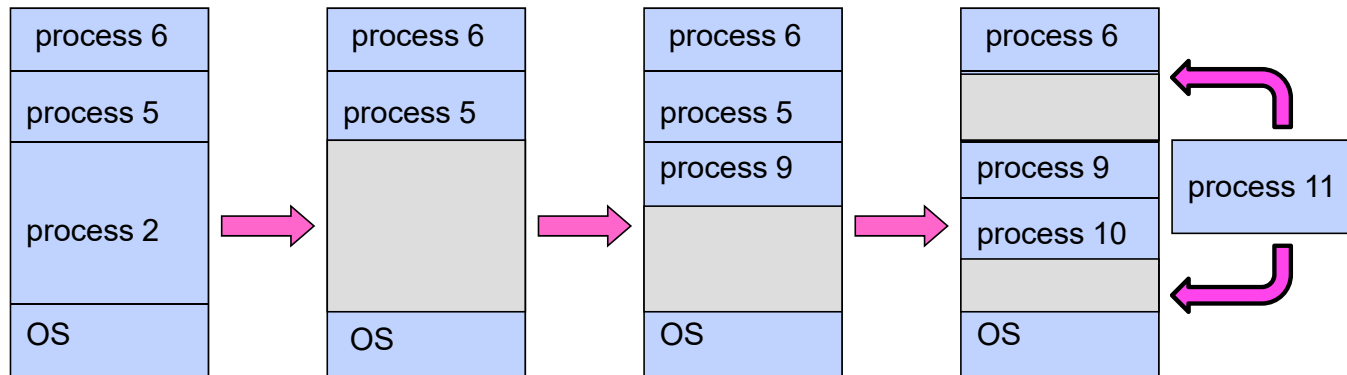 process 6
process 5
process 2
OS
process 6
process 5
OS
process 6
process 5
process 9
OS
process 6
process 9
process 10
OS
process 11